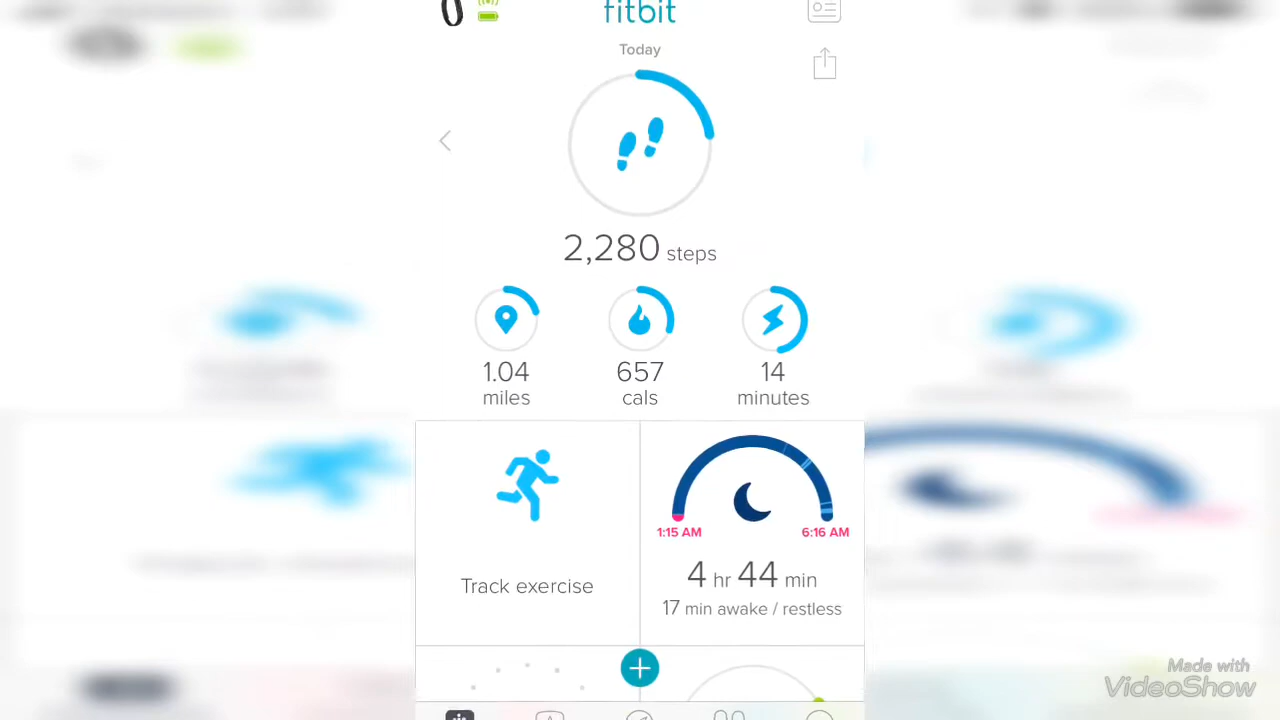 fitbit
Today
2,280 steps
1.04
miles
657
cals
14
minutes
Track exercise
1:15 AM
6:16 AM
4 hr 44 min
17 min awake / restless
Made with
VideoShow